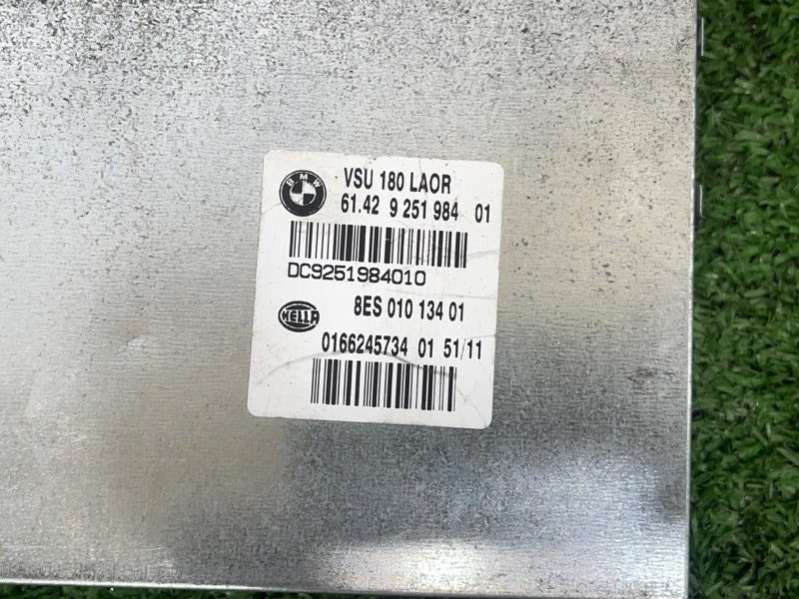 BMW
VSU 180 LAOR
61.42 9 251 984 01
DC9251984010
HELLA
8ES 010 134 01
0166245734 01 51/11